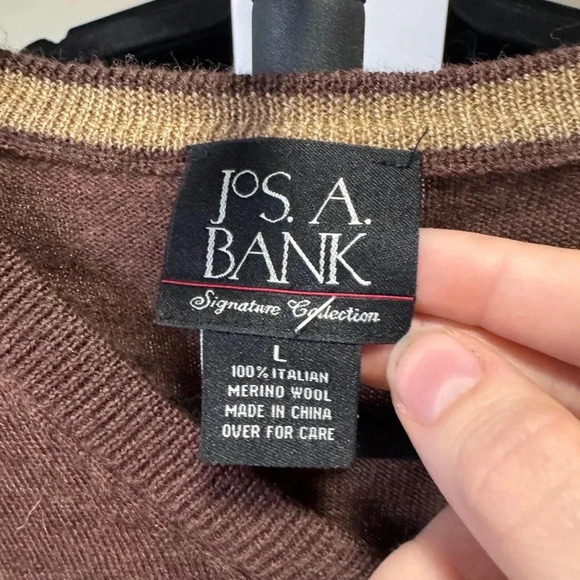 JOS. A.
BANK
Signature Collection
L
100% ITALIAN
MERINO WOOL
MADE IN CHINA
OVER FOR CARE